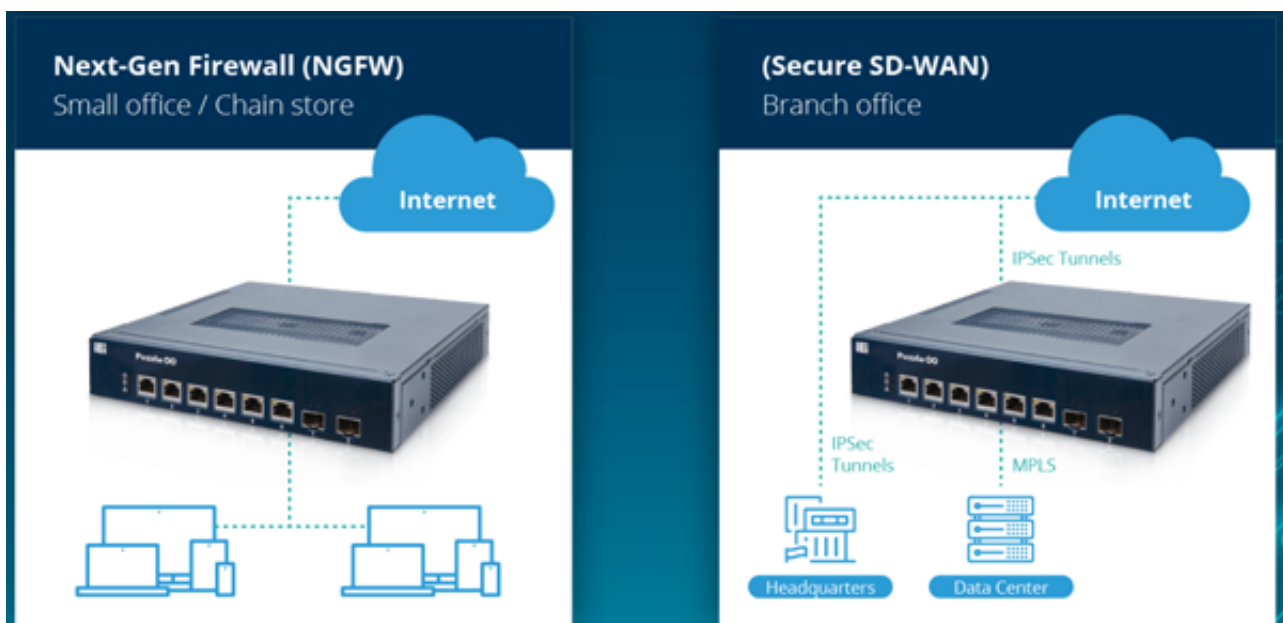 Next-Gen Firewall (NGFW)
Small office / Chain store
Internet
(Secure SD-WAN)
Branch office
Internet
IPSec Tunnels
IPSec
Tunnels
MPLS
Headquarters
Data Center